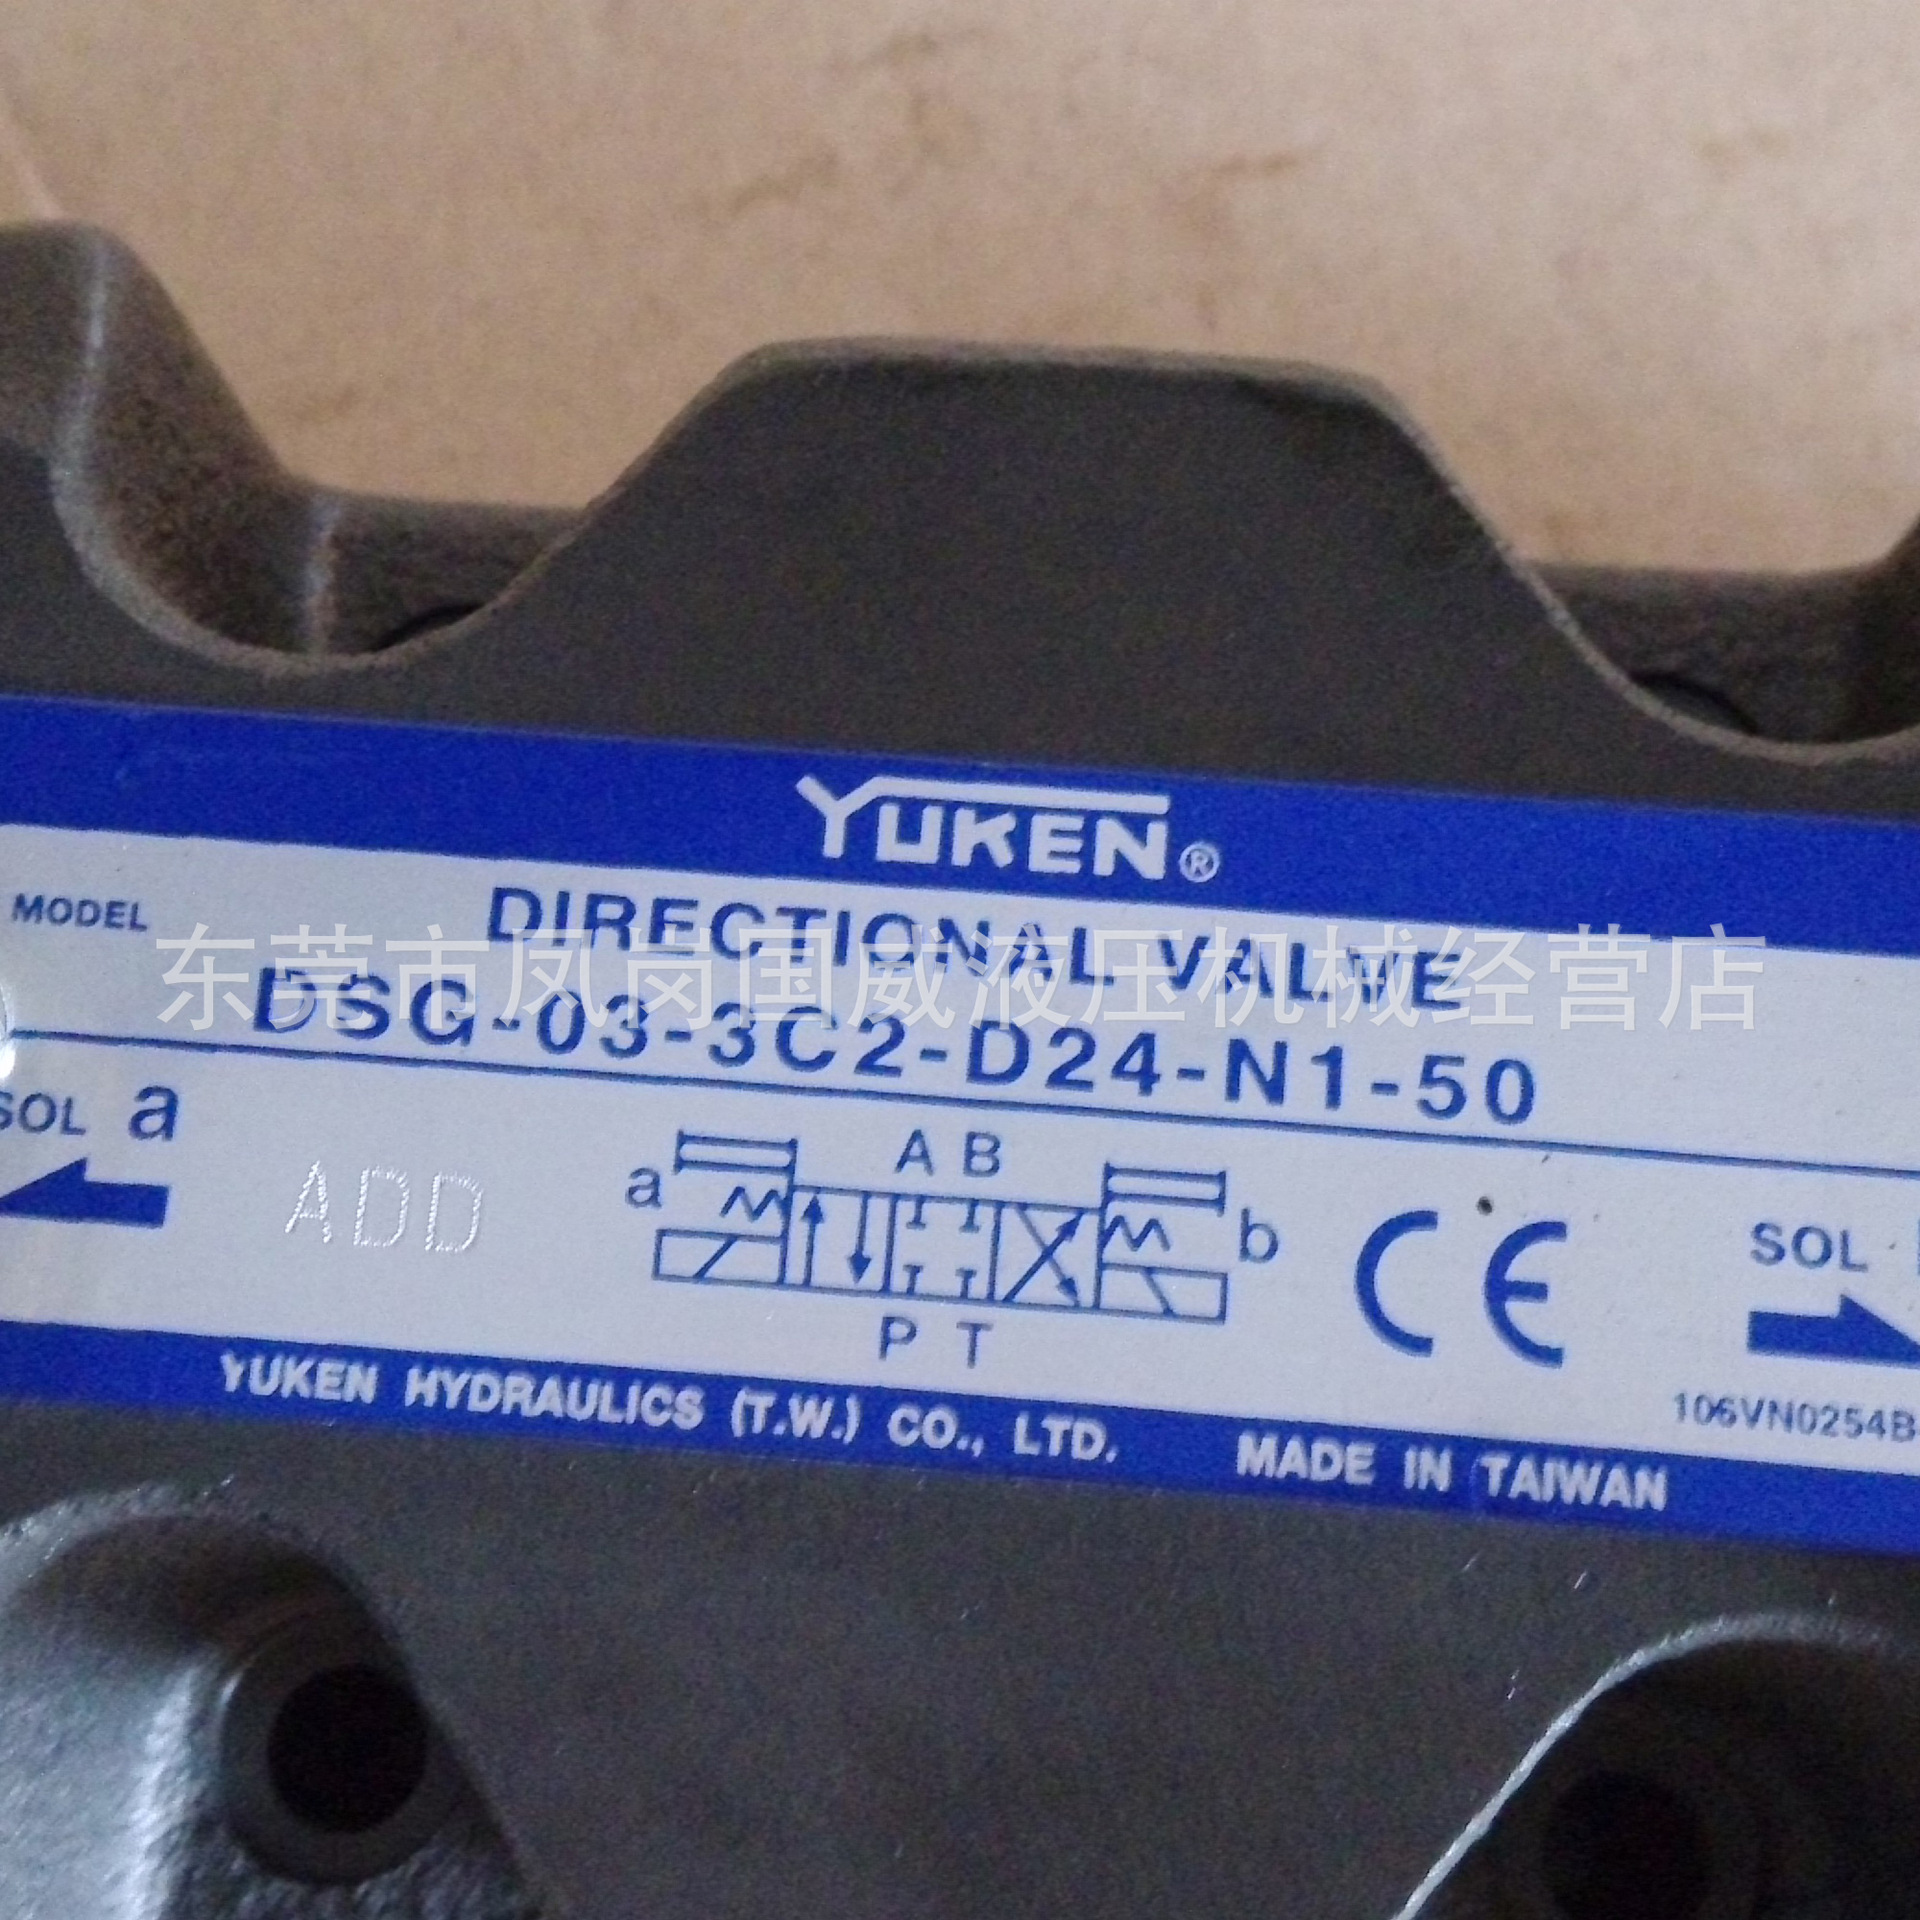 YUKEN®
MODEL
DIRECTIONAL VALVE
DSG-03-3C2-D24-N1-50
东莞市凤岗国威液压机械经营店
SOL a
ADD
a
A B
b
P T
CE
SOL
106VN0254B
YUKEN HYDRAULICS (T.W.) CO., LTD.
MADE IN TAIWAN